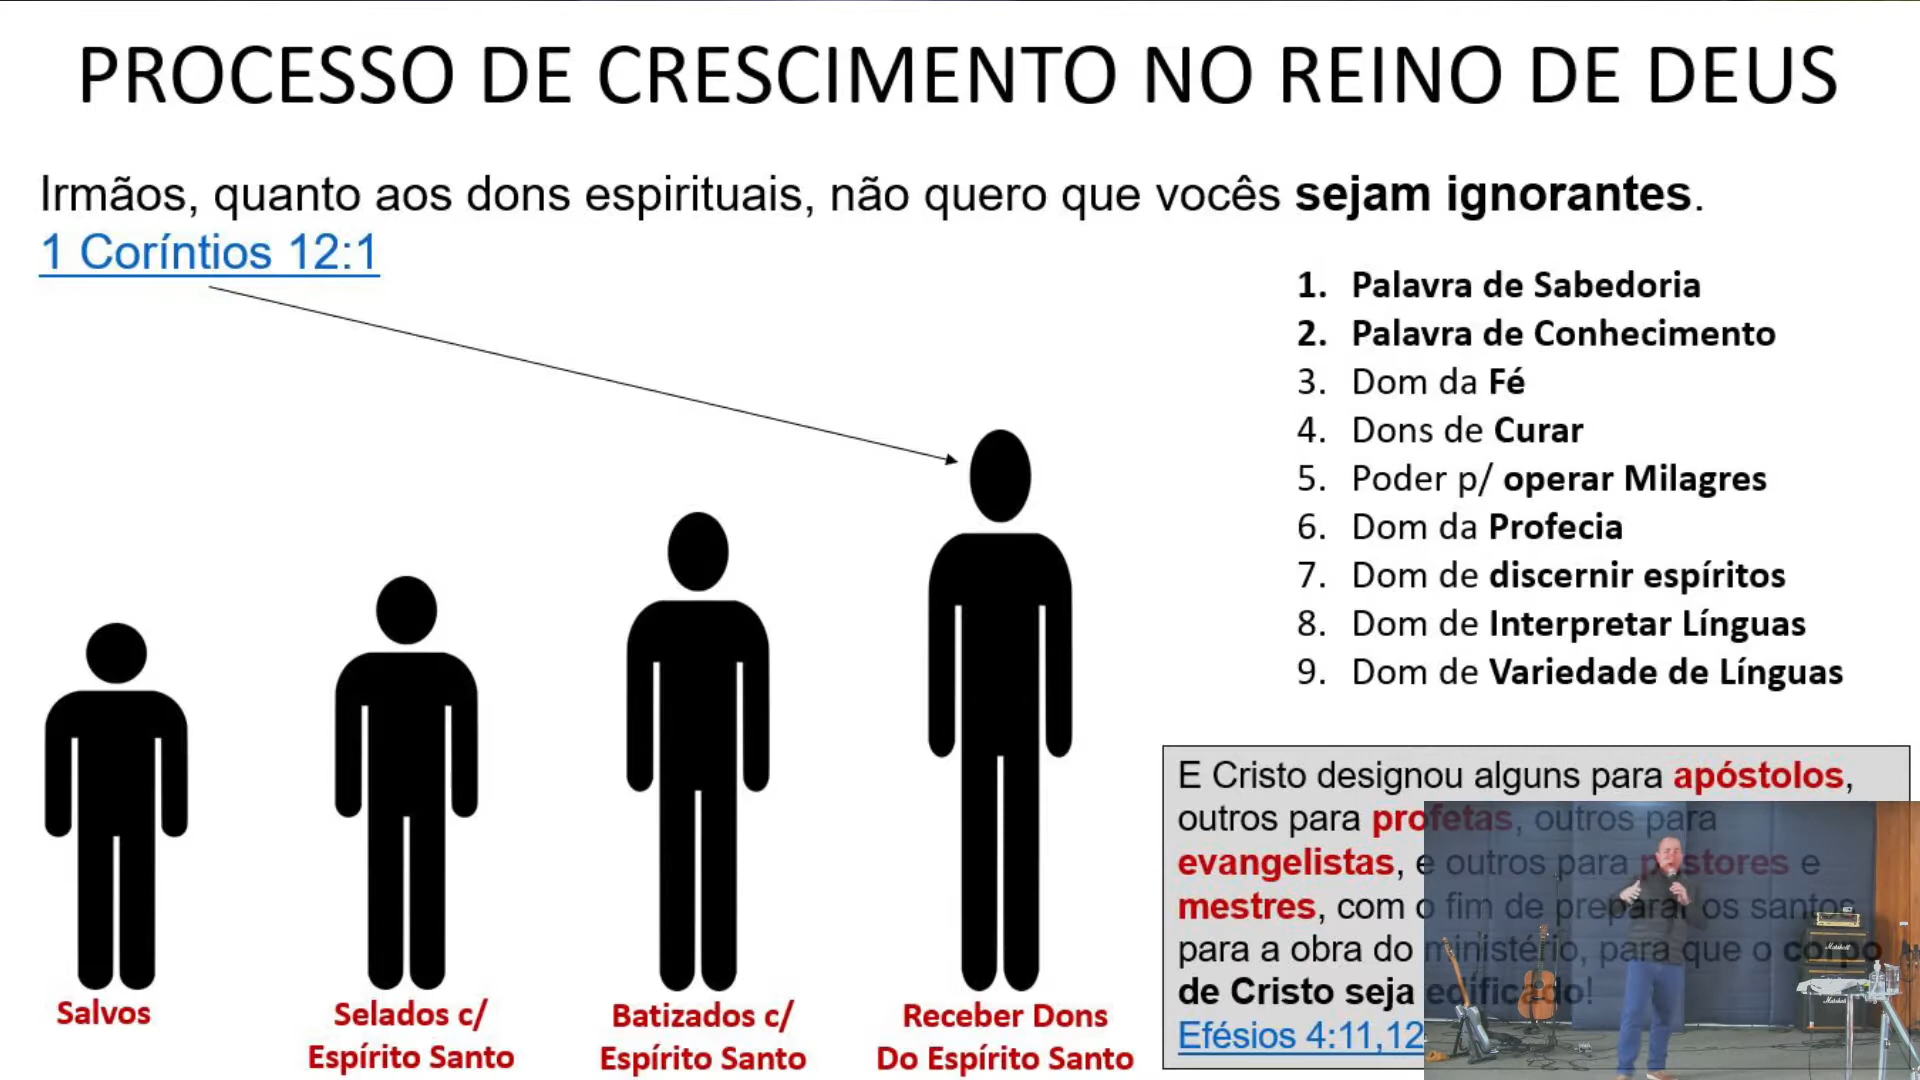 PROCESSO DE CRESCIMENTO NO REINO DE DEUS
Irmãos, quanto aos dons espirituais, não quero que vocês sejam ignorantes.
1 Coríntios 12:1
1. Palavra de Sabedoria
2. Palavra de Conhecimento
3. Dom da Fé
4. Dons de Curar
5. Poder p/ operar Milagres
6. Dom da Profecia
7. Dom de discernir espíritos
8. Dom de Interpretar Línguas
9. Dom de Variedade de Línguas
E Cristo designou alguns para apóstolos,
outros para profetas, outros para
evangelistas, e outros para pastores e
mestres, com o fim de preparar os santos
para a obra do ministério, para que o corpo
de Cristo seja edificado!
Efésios 4:11,12
Salvos
Selados c/
Espírito Santo
Batizados c/
Espírito Santo
Receber Dons
Do Espírito Santo
Marshall
Marshall